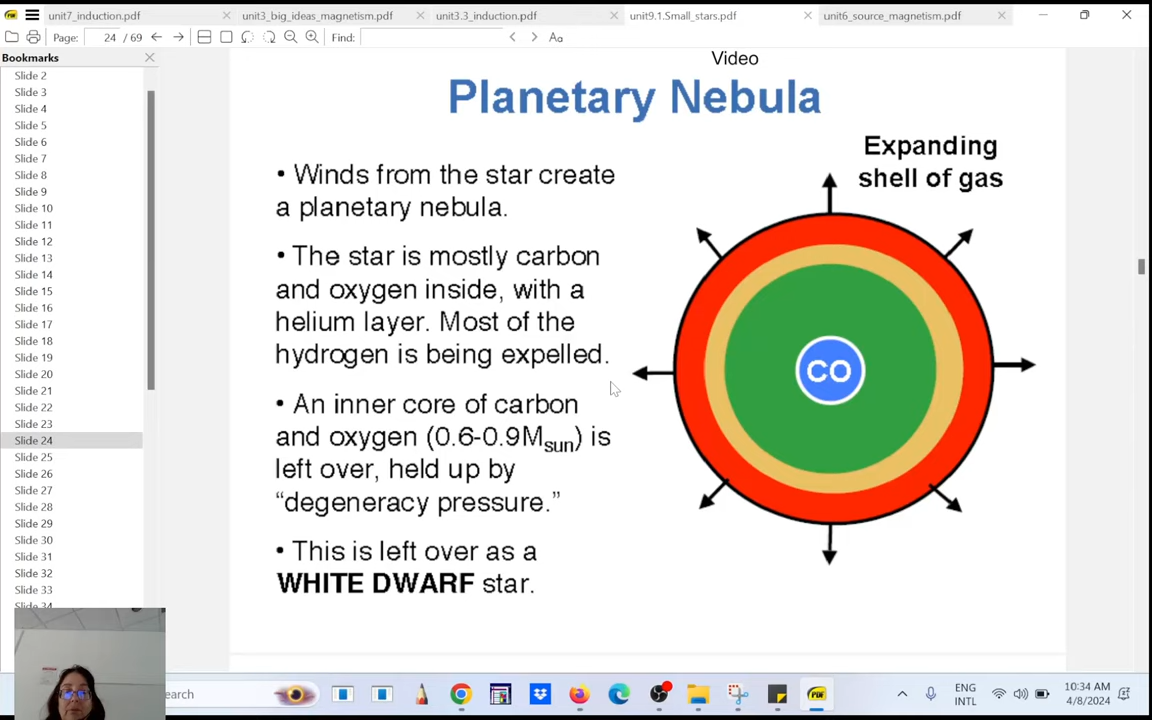 unit7_induction.pdf
unit3_big_ideas_magnetism.pdf
unit3.3_induction.pdf
unit9.1.Small_stars.pdf
unit6_source_magnetism.pdf
Page: 24 / 69
Find:
Aa
Bookmarks
Slide 2
Slide 3
Slide 4
Slide 5
Slide 6
Slide 7
Slide 8
Slide 9
Slide 10
Slide 11
Slide 12
Slide 13
Slide 14
Slide 15
Slide 16
Slide 17
Slide 18
Slide 19
Slide 20
Slide 21
Slide 22
Slide 23
Slide 24
Slide 25
Slide 26
Slide 27
Slide 28
Slide 29
Slide 30
Slide 31
Slide 32
Slide 33
Slide 34
Video
Planetary Nebula
• Winds from the star create
a planetary nebula.
• The star is mostly carbon
and oxygen inside, with a
helium layer. Most of the
hydrogen is being expelled.
• An inner core of carbon
and oxygen (0.6-0.9Msun) is
left over, held up by
“degeneracy pressure.”
• This is left over as a
WHITE DWARF star.
Expanding
shell of gas
CO
earch
PDF
ENG
INTL
10:34 AM
4/8/2024